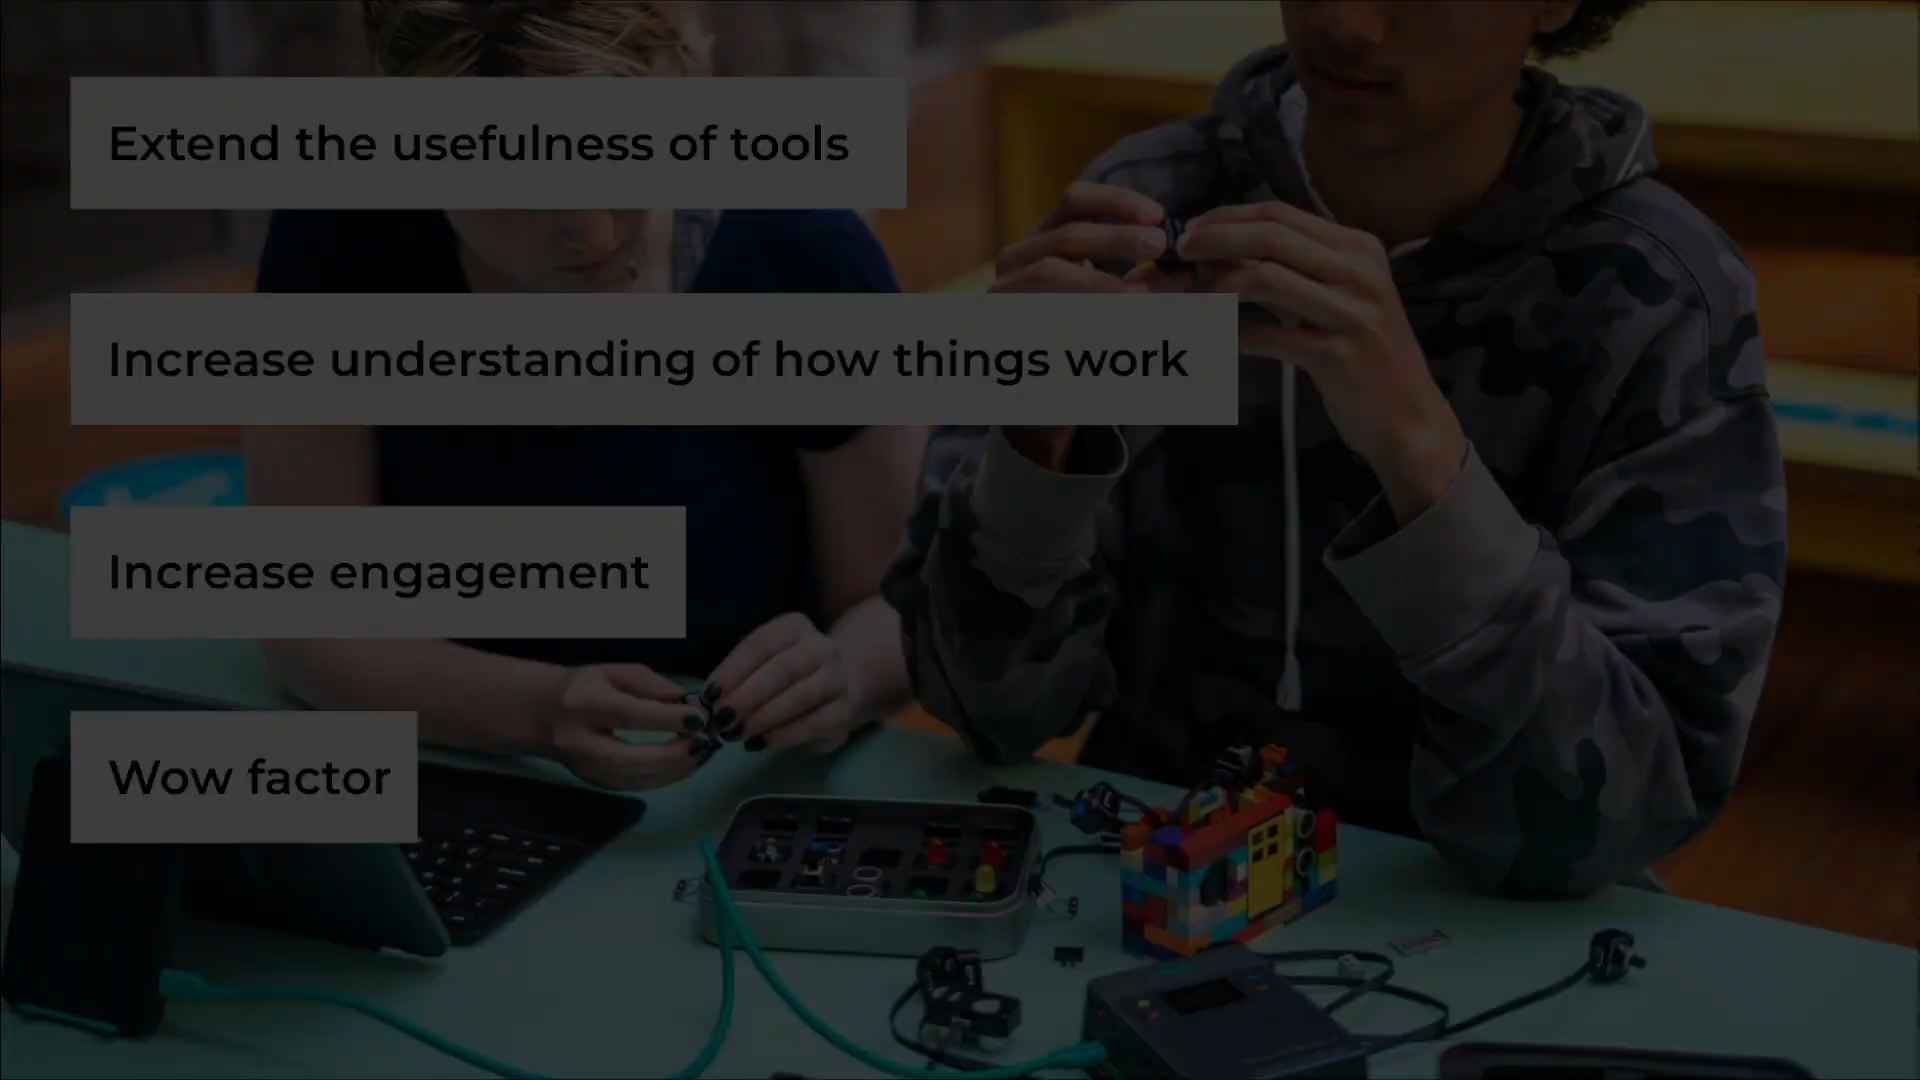 Extend the usefulness of tools
Increase understanding of how things work
Increase engagement
Wow factor